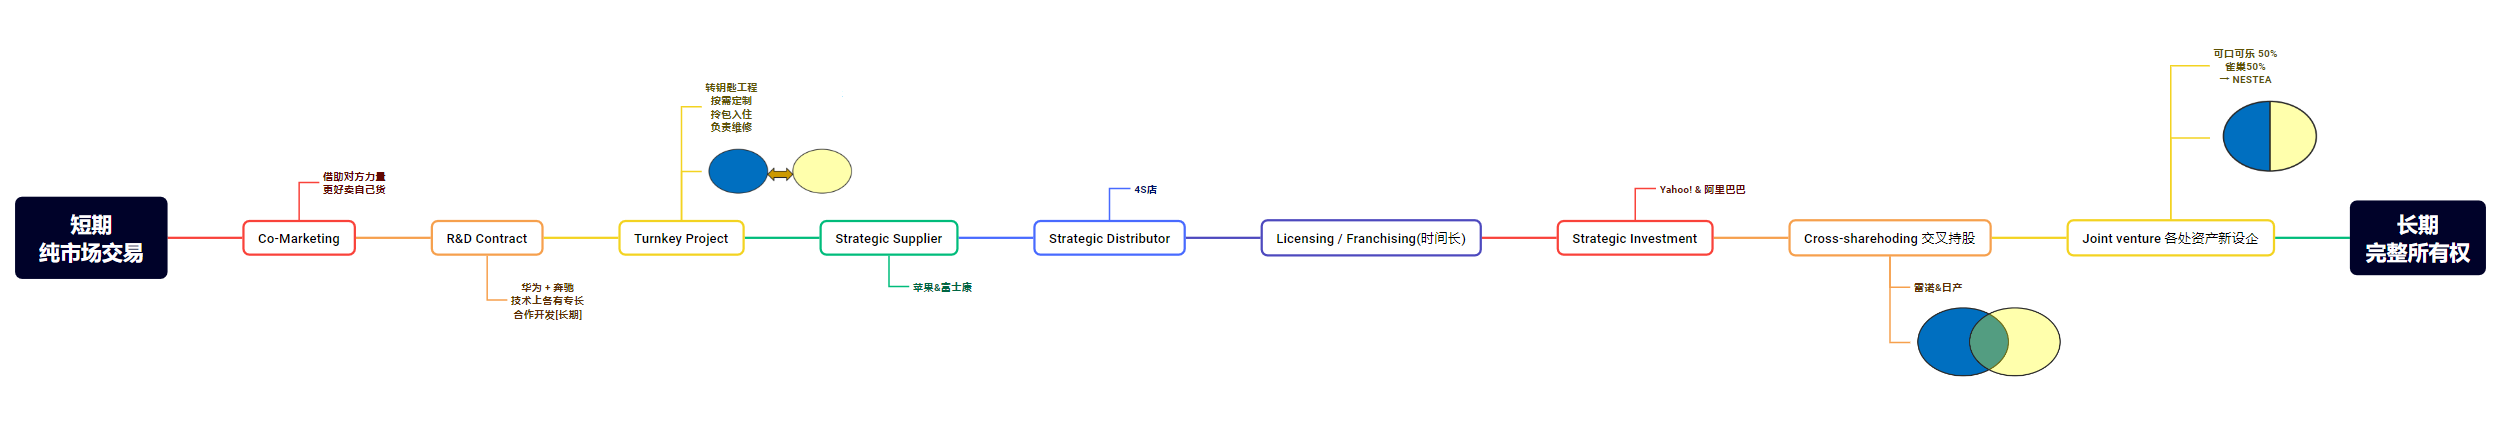 短期
纯市场交易
借助对方力量
更好卖自己货
Co-Marketing
R&D Contract
华为 + 奔驰
技术上各有专长
合作开发[长期]
转钥匙工程
按需定制
拎包入住
负责维修
Turnkey Project
Strategic Supplier
苹果&富士康
4S店
Strategic Distributor
Licensing / Franchising(时间长)
Yahoo! & 阿里巴巴
Strategic Investment
Cross-sharehoding 交叉持股
雷诺&日产
可口可乐 50%
雀巢50%
→ NESTEA
Joint venture 各处资产新设企
长期
完整所有权